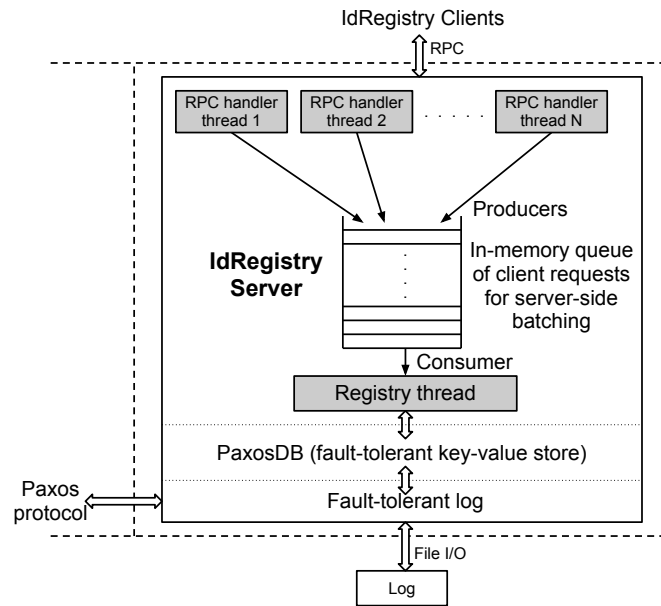 IdRegistry Clients
RPC
RPC handler
thread 1
RPC handler
thread 2
. . . . .
RPC handler
thread N
Producers
IdRegistry
Server
In-memory queue
of client requests
for server-side
batching
Consumer
Registry thread
PaxosDB (fault-tolerant key-value store)
Paxos
protocol
Fault-tolerant log
File I/O
Log